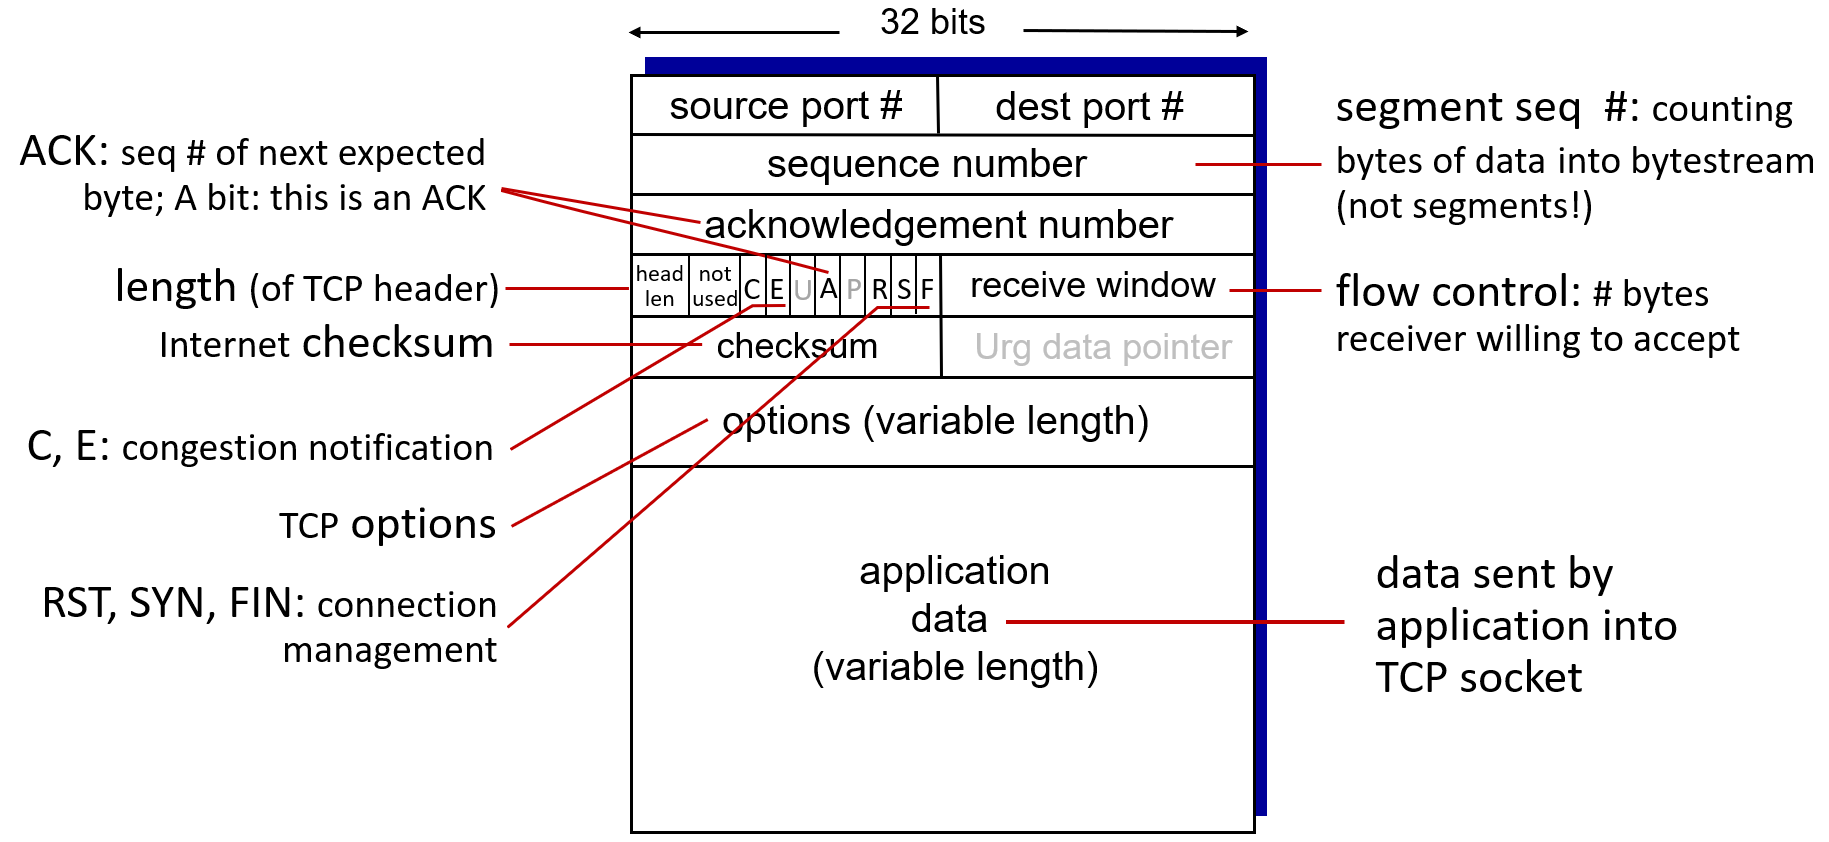 32 bits
source port #
dest port #
sequence number
acknowledgement number
head
len
not
used
C
E
U
A
P
R
S
F
receive window
checksum
Urg data pointer
options (variable length)
application
data
(variable length)
ACK: seq # of next expected
byte; A bit: this is an ACK
length (of TCP header)
Internet checksum
C, E: congestion notification
TCP options
RST, SYN, FIN: connection
management
segment seq #: counting
bytes of data into bytestream
(not segments!)
flow control: # bytes
receiver willing to accept
data sent by
application into
TCP socket